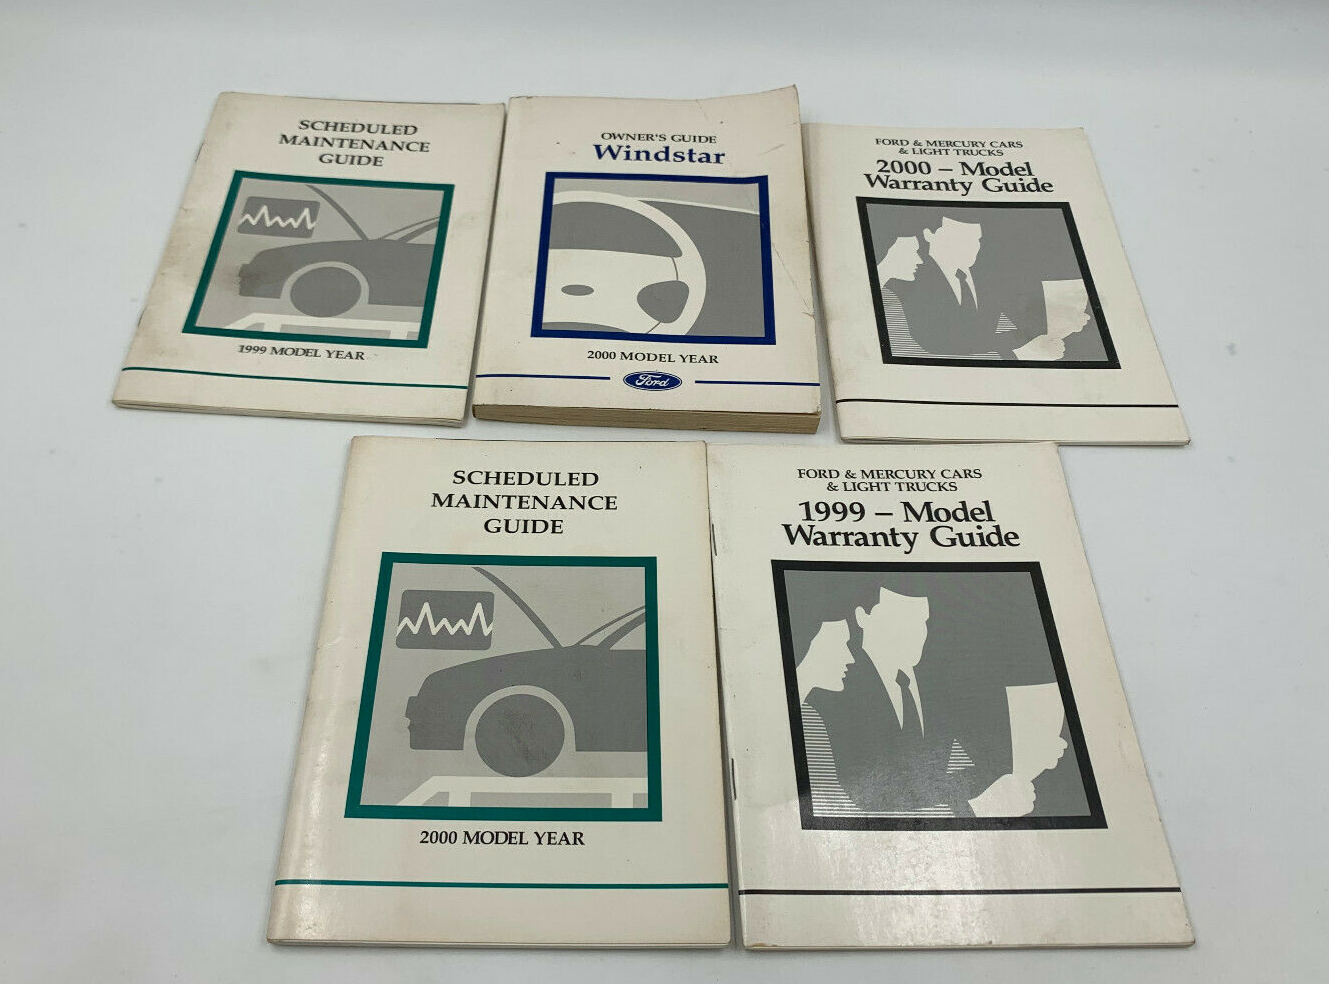 SCHEDULED
MAINTENANCE
GUIDE
1999 MODEL YEAR
OWNER'S GUIDE
Windstar
2000 MODEL YEAR
Ford
FORD & MERCURY CARS
& LIGHT TRUCKS
2000 – Model
Warranty Guide
SCHEDULED
MAINTENANCE
GUIDE
2000 MODEL YEAR
FORD & MERCURY CARS
& LIGHT TRUCKS
1999 – Model
Warranty Guide